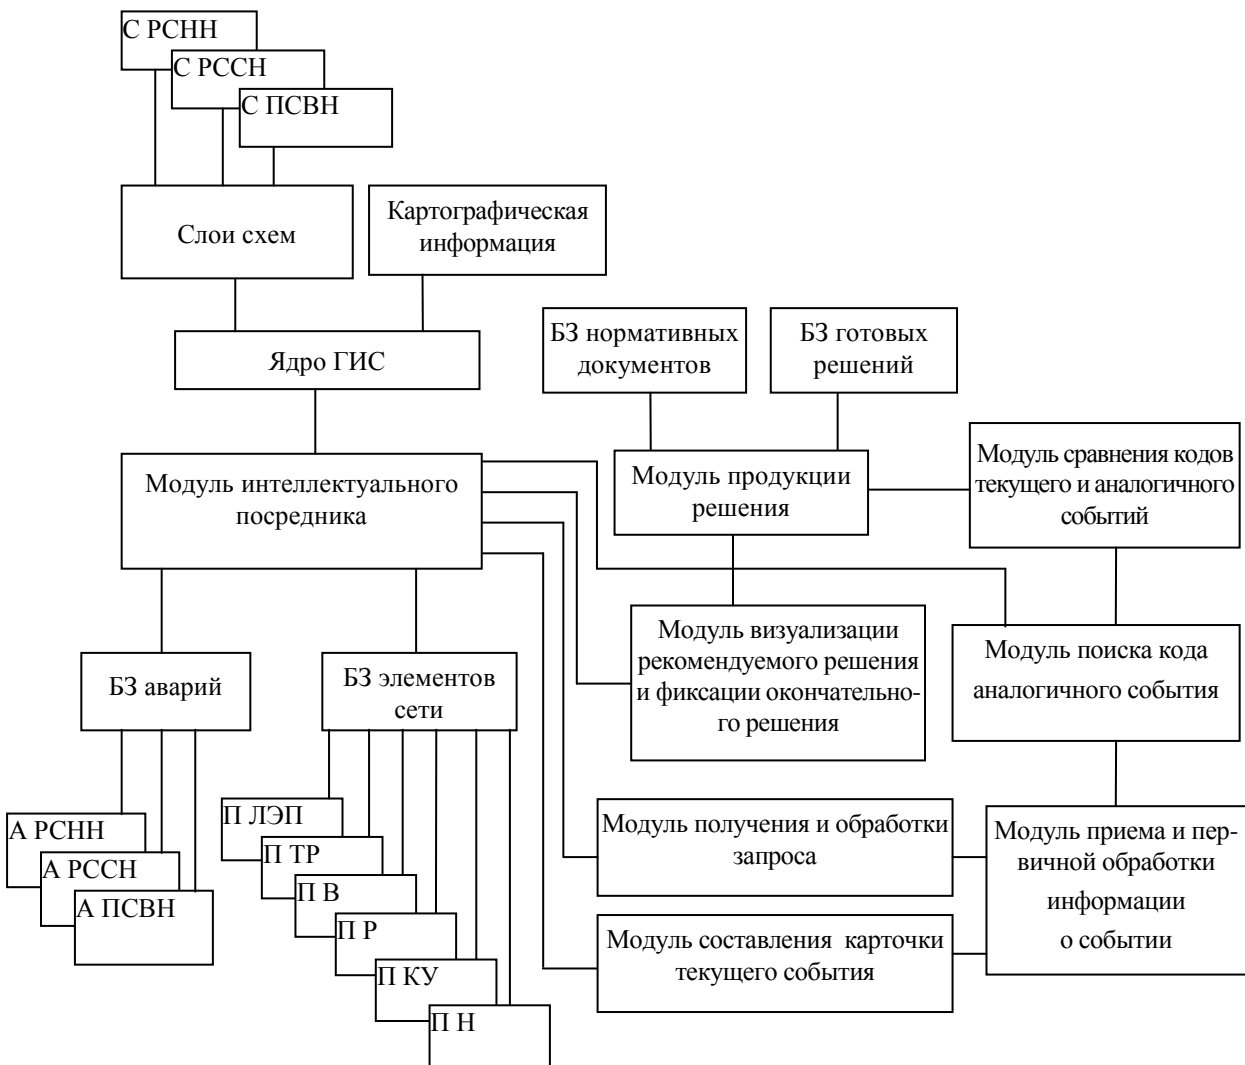 С РСНН
С РССН
С ПСВН
Слои схем
Картографическая
информация
Ядро ГИС
БЗ нормативных
документов
БЗ готовых
решений
Модуль интеллектуального
посредника
Модуль продукции
решения
Модуль сравнения кодов
текущего и аналогичного
событий
БЗ аварий
БЗ элементов
сети
Модуль визуализации
рекомендуемого решения
и фиксации окончательно-
го решения
Модуль поиска кода
аналогичного события
А РСНН
А РССН
А ПСВН
П ЛЭП
П ТР
П В
П Р
П КУ
П Н
Модуль получения и обработки
запроса
Модуль составления карточки
текущего события
Модуль приема и пер-
вичной обработки
информации
о событии